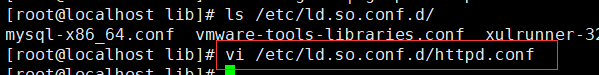 [root@localhost lib]# ls /etc/ld.so.conf.d/
mysql-x86_64.conf vmware-tools-libraries.conf xulrunner-32
[root@localhost lib]# vi /etc/ld.so.conf.d/httpd.conf